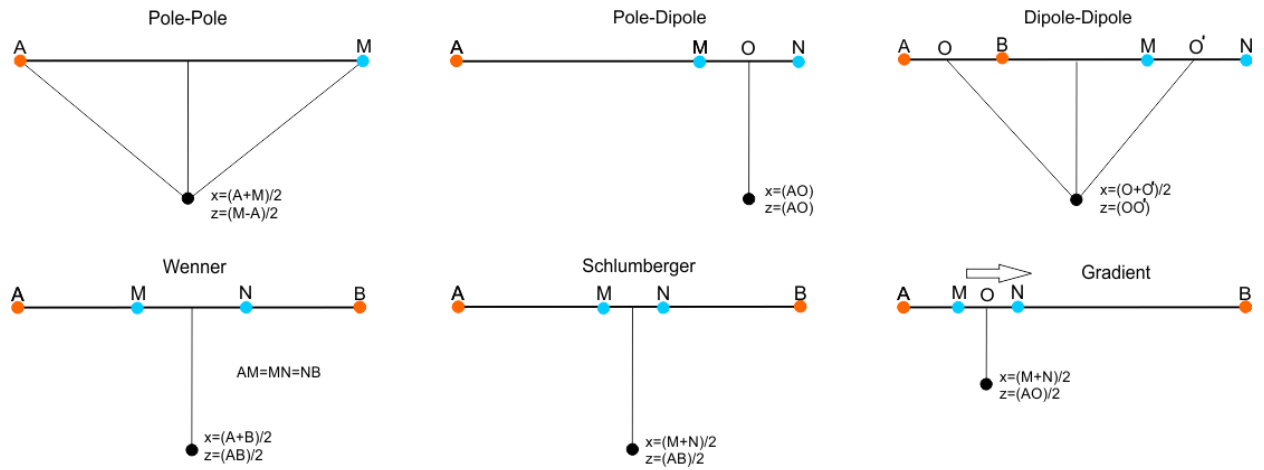 Pole-Pole
A M
x=(A+M)/2
z=(M-A)/2
Pole-Dipole
A M O N
x=(AO)
z=(AO)
Dipole-Dipole
A O B M O' N
x=(O+O')/2
z=(OO')
Wenner
A M N B
AM=MN=NB
x=(A+B)/2
z=(AB)/2
Schlumberger
A M N B
x=(M+N)/2
z=(AB)/2
Gradient
A M O N B
x=(M+N)/2
z=(AO)/2